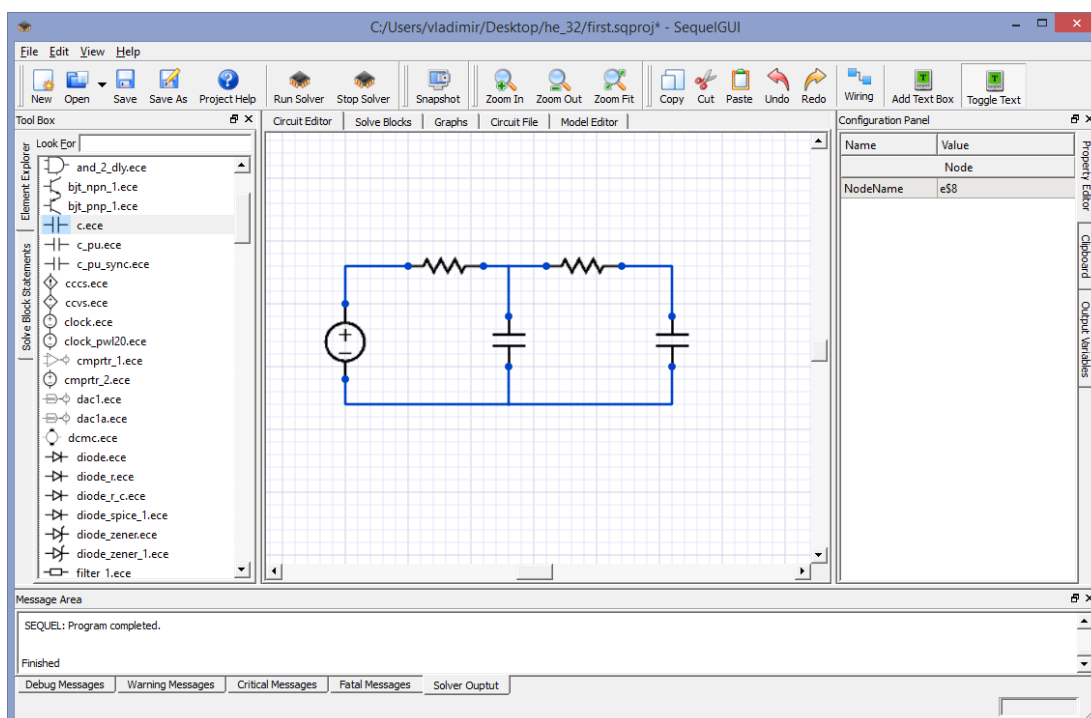 C:/Users/vladimir/Desktop/he_32/first.sqproj* - SequelGUI
File Edit View Help
New Open Save Save As Project Help Run Solver Stop Solver Snapshot Zoom In Zoom Out Zoom Fit Copy Cut Paste Undo Redo Wiring Add Text Box Toggle Text
Tool Box
Circuit Editor Solve Blocks Graphs Circuit File Model Editor
Configuration Panel
Element Explorer
Solve Block Statements
Look For
and_2_dly.ece
bjt_npn_1.ece
bjt_pnp_1.ece
c.ece
c_pu.ece
c_pu_sync.ece
cccs.ece
ccvs.ece
clock.ece
clock_pwl20.ece
cmprtr_1.ece
cmprtr_2.ece
dac1.ece
dac1a.ece
dcmc.ece
diode.ece
diode_r.ece
diode_r_c.ece
diode_spice_1.ece
diode_zener.ece
diode_zener_1.ece
filter_1.ece
Name Value
Node
NodeName e$8
Property Editor
Clipboard
Output Variables
Message Area
SEQUEL: Program completed.
Finished
Debug Messages Warning Messages Critical Messages Fatal Messages Solver Ouptut